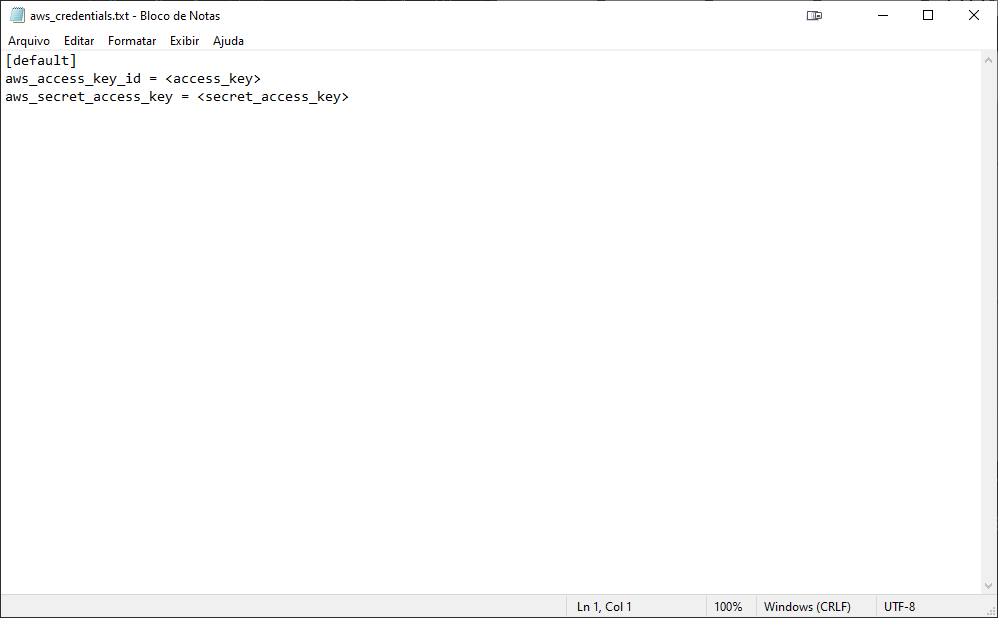 aws_credentials.txt - Bloco de Notas
Arquivo Editar Formatar Exibir Ajuda
[default]
aws_access_key_id = <access_key>
aws_secret_access_key = <secret_access_key>
Ln 1, Col 1 100% Windows (CRLF) UTF-8